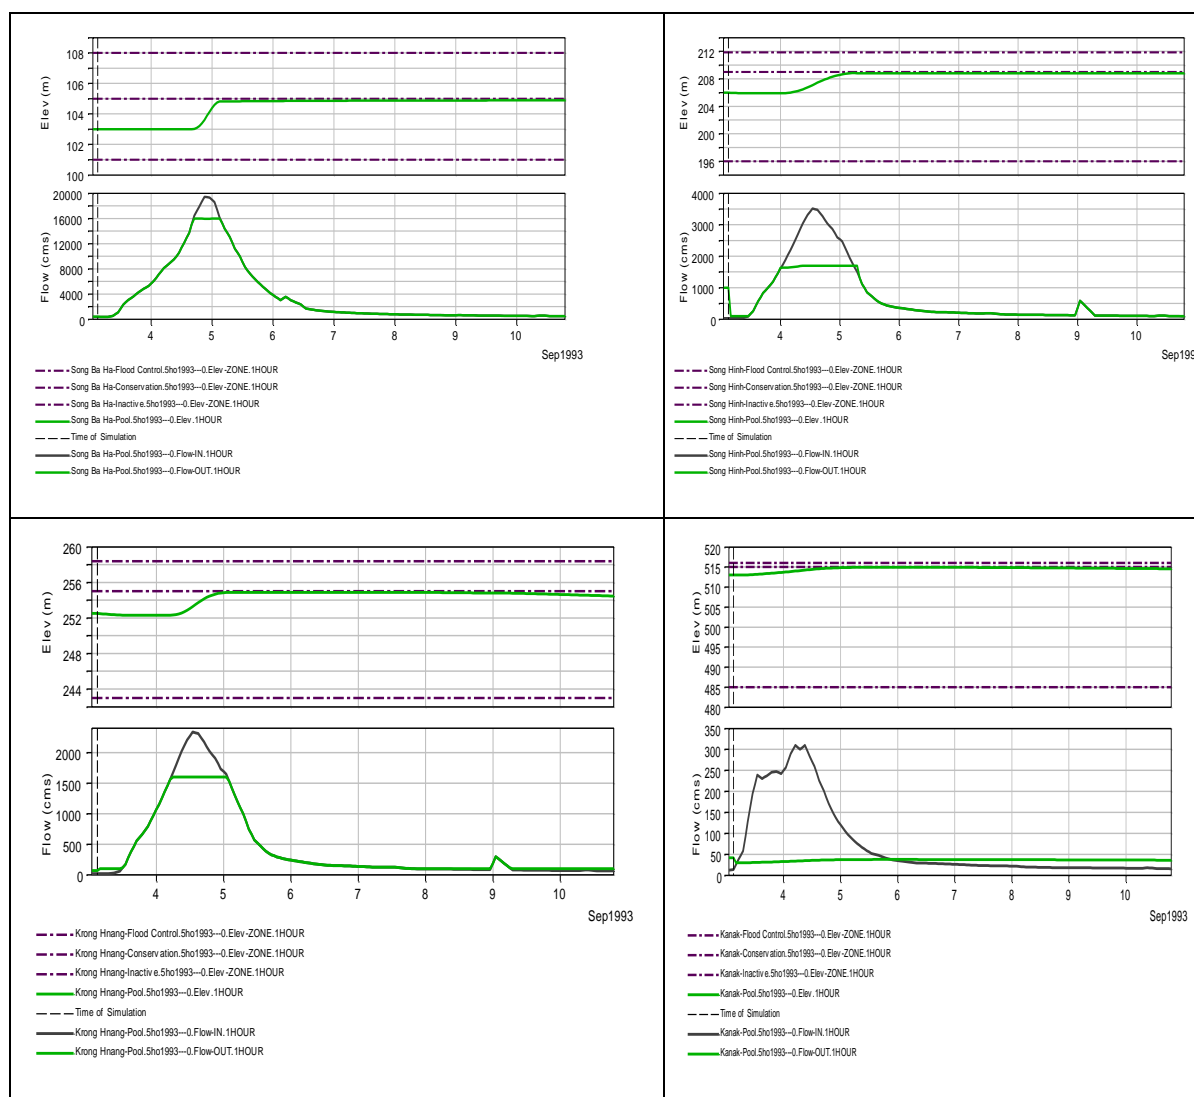 108
106
104
102
100
Elev (m)
20000
16000
12000
8000
4000
0
Flow (cms)
4 5 6 7 8 9 10
Sep1993
Song Ba Ha-Flood Control.5ho1993---0.Elev-ZONE.1HOUR
Song Ba Ha-Conservation.5ho1993---0.Elev-ZONE.1HOUR
Song Ba Ha-Inactive.5ho1993---0.Elev-ZONE.1HOUR
Song Ba Ha-Pool.5ho1993---0.Elev.1HOUR
Time of Simulation
Song Ba Ha-Pool.5ho1993---0.Flow-IN.1HOUR
Song Ba Ha-Pool.5ho1993---0.Flow-OUT.1HOUR
212
208
204
200
196
Elev (m)
4000
3000
2000
1000
0
Flow (cms)
4 5 6 7 8 9 10
Sep199
Song Hinh-Flood Control.5ho1993---0.Elev-ZONE.1HOUR
Song Hinh-Conservation.5ho1993---0.Elev-ZONE.1HOUR
Song Hinh-Inactive.5ho1993---0.Elev-ZONE.1HOUR
Song Hinh-Pool.5ho1993---0.Elev.1HOUR
Time of Simulation
Song Hinh-Pool.5ho1993---0.Flow-IN.1HOUR
Song Hinh-Pool.5ho1993---0.Flow-OUT.1HOUR
260
256
252
248
244
Elev (m)
2000
1500
1000
500
0
Flow (cms)
4 5 6 7 8 9 10
Sep1993
Krong Hnang-Flood Control.5ho1993---0.Elev-ZONE.1HOUR
Krong Hnang-Conservation.5ho1993---0.Elev-ZONE.1HOUR
Krong Hnang-Inactive.5ho1993---0.Elev-ZONE.1HOUR
Krong Hnang-Pool.5ho1993---0.Elev.1HOUR
Time of Simulation
Krong Hnang-Pool.5ho1993---0.Flow-IN.1HOUR
Krong Hnang-Pool.5ho1993---0.Flow-OUT.1HOUR
520
515
510
505
500
495
490
485
480
Elev (m)
350
300
250
200
150
100
50
0
Flow (cms)
4 5 6 7 8 9 10
Sep1993
Kanak-Flood Control.5ho1993---0.Elev-ZONE.1HOUR
Kanak-Conservation.5ho1993---0.Elev-ZONE.1HOUR
Kanak-Inactive.5ho1993---0.Elev-ZONE.1HOUR
Kanak-Pool.5ho1993---0.Elev.1HOUR
Time of Simulation
Kanak-Pool.5ho1993---0.Flow-IN.1HOUR
Kanak-Pool.5ho1993---0.Flow-OUT.1HOUR